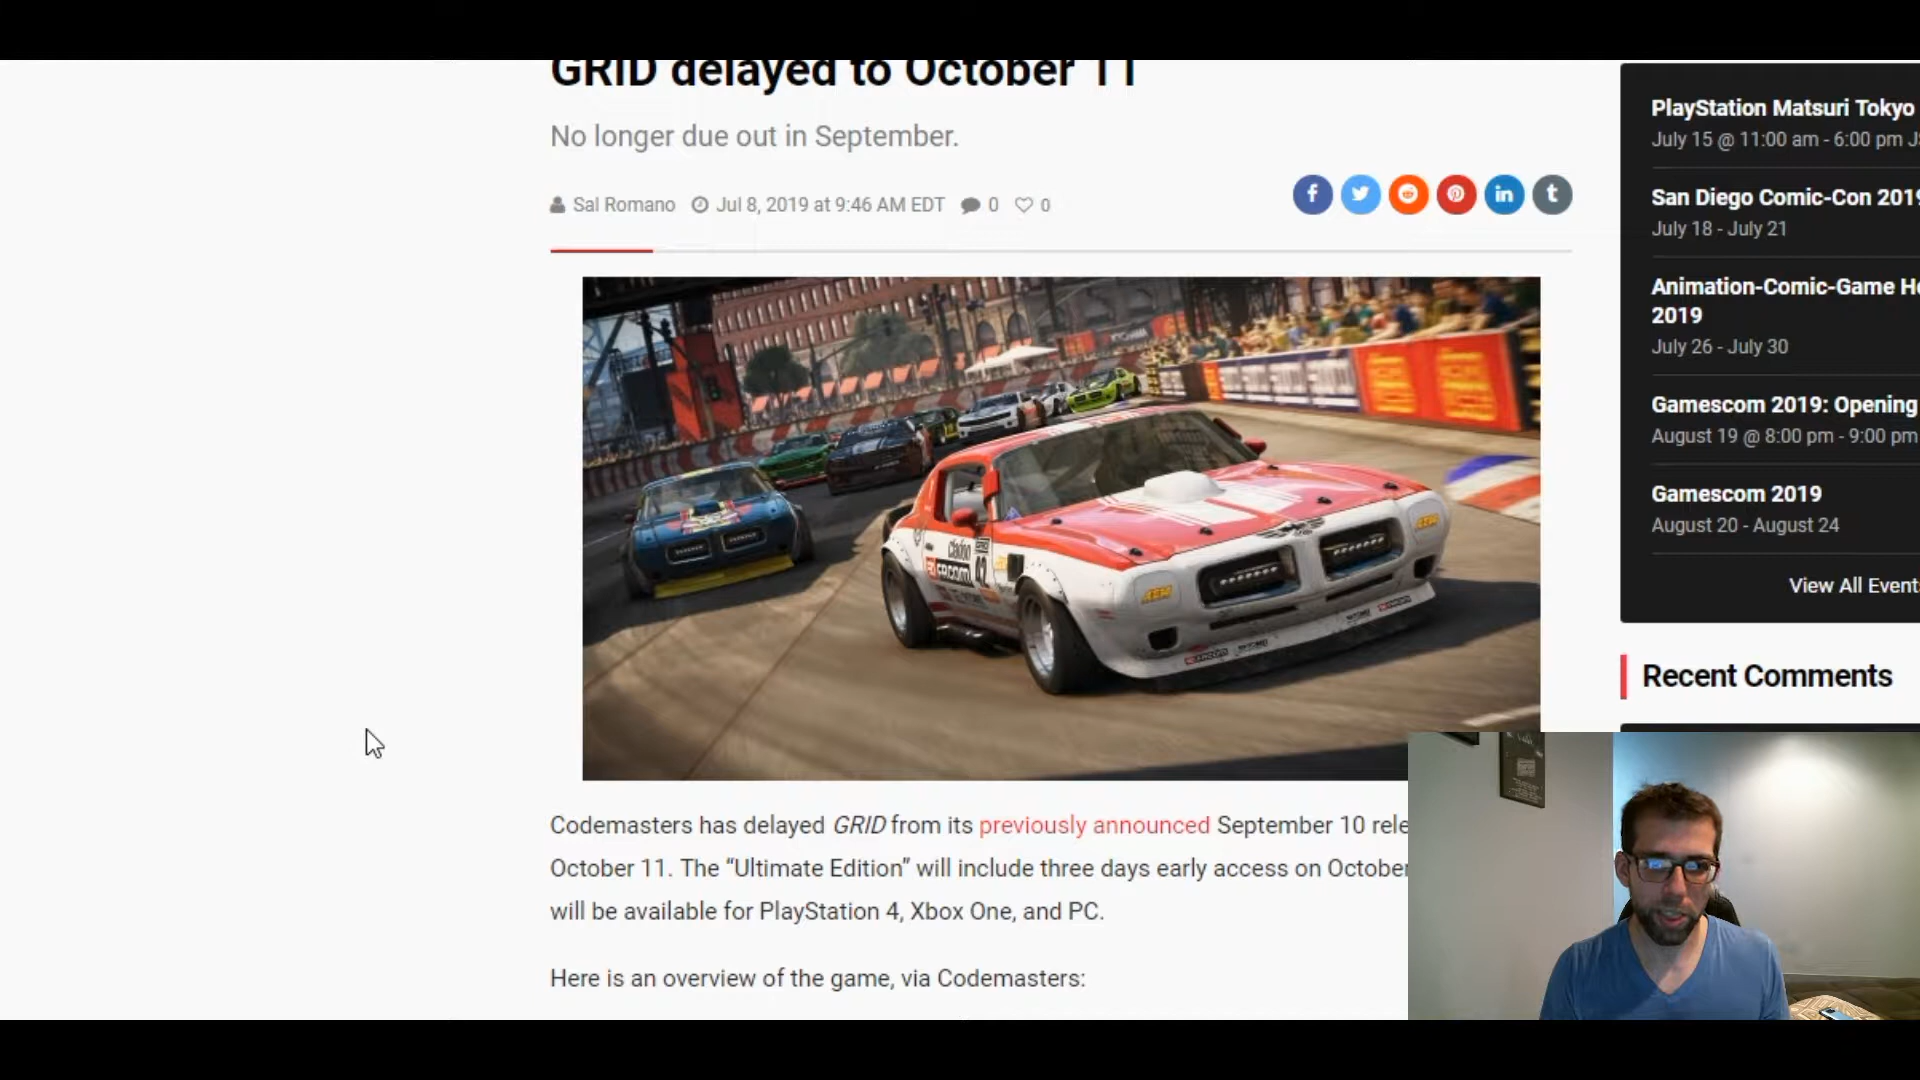 GRID delayed to October 11
No longer due out in September.
Sal Romano Jul 8, 2019 at 9:46 AM EDT 0 0
Codemasters has delayed GRID from its previously announced September 10 rele
October 11. The “Ultimate Edition” will include three days early access on October
will be available for PlayStation 4, Xbox One, and PC.
Here is an overview of the game, via Codemasters:
PlayStation Matsuri Tokyo
July 15 @ 11:00 am - 6:00 pm J
San Diego Comic-Con 2019
July 18 - July 21
Animation-Comic-Game Ho
2019
July 26 - July 30
Gamescom 2019: Opening
August 19 @ 8:00 pm - 9:00 pm
Gamescom 2019
August 20 - August 24
View All Events
Recent Comments